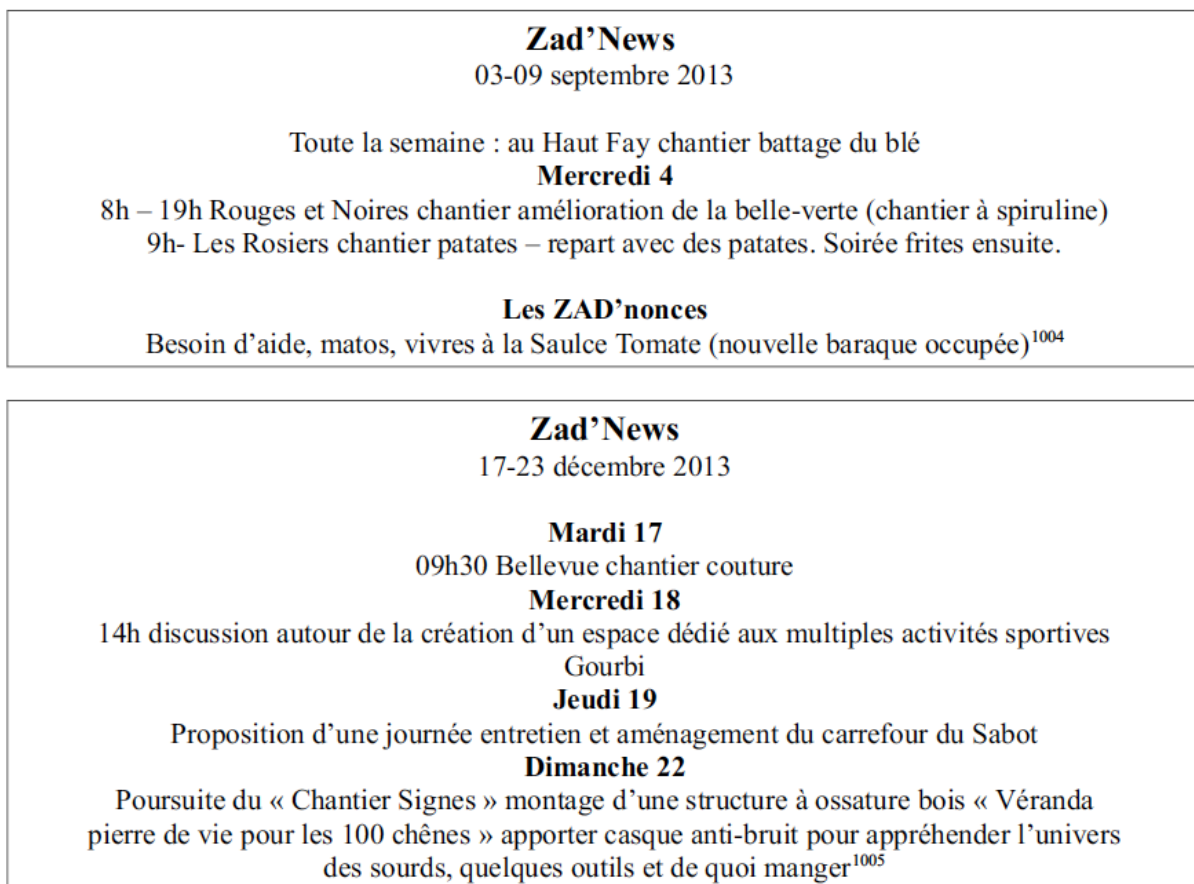 Zad’News
03-09 septembre 2013
Toute la semaine : au Haut Fay chantier battage du blé
Mercredi 4
8h – 19h Rouges et Noires chantier amélioration de la belle-verte (chantier à spiruline)
9h- Les Rosiers chantier patates – repart avec des patates. Soirée frites ensuite.
Les ZAD’nonces
Besoin d’aide, matos, vivres à la Saulce Tomate (nouvelle baraque occupée)1004
Zad’News
17-23 décembre 2013
Mardi 17
09h30 Bellevue chantier couture
Mercredi 18
14h discussion autour de la création d’un espace dédié aux multiples activités sportives
Gourbi
Jeudi 19
Proposition d’une journée entretien et aménagement du carrefour du Sabot
Dimanche 22
Poursuite du « Chantier Signes » montage d’une structure à ossature bois « Véranda
pierre de vie pour les 100 chênes » apporter casque anti-bruit pour appréhender l’univers
des sourds, quelques outils et de quoi manger1005